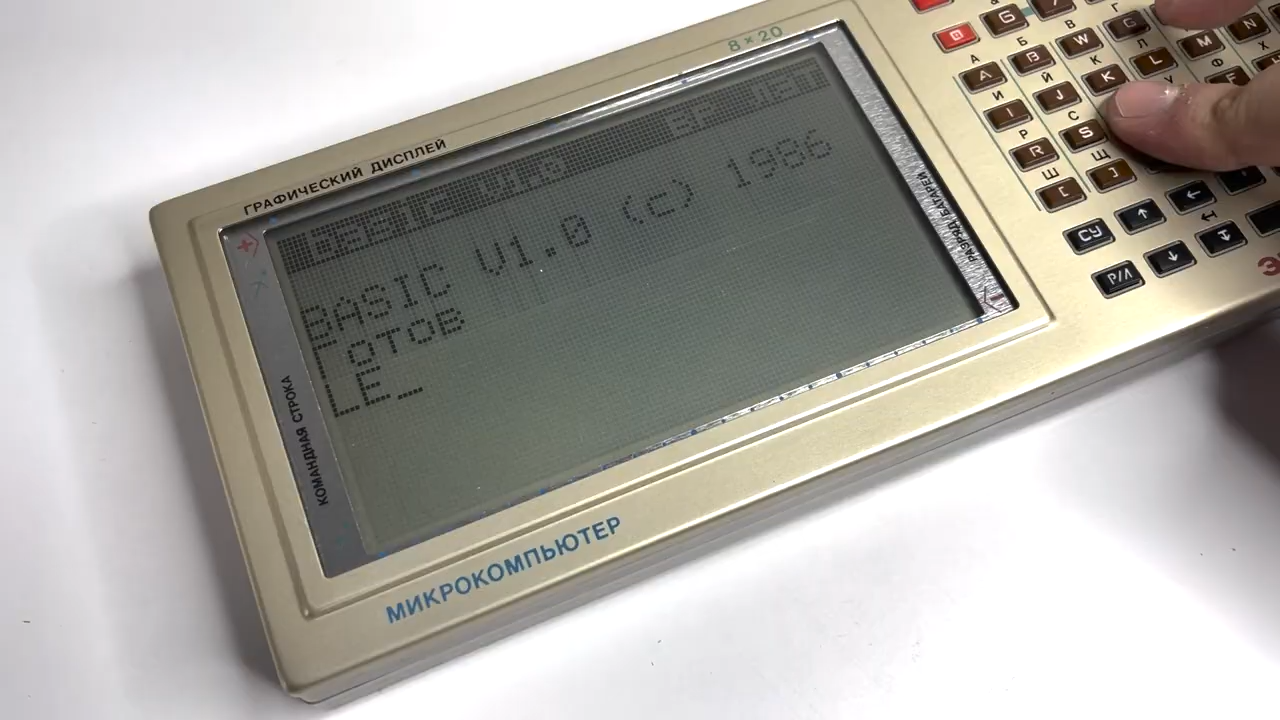 ГРАФИЧЕСКИЙ ДИСПЛЕЙ
8×20
BASIC V1.0 (c) 1986
Готов
LE_
КОМАНДНАЯ СТРОКА
РАЗРЯД БАТАРЕИ
МИКРОКОМПЬЮТЕР
G
А Б В Г
A B W G
И Й К Л
I J K L M N
Р С
R S
Ш Щ
[ ]
СУ ↑ ←
Р/Л ↓